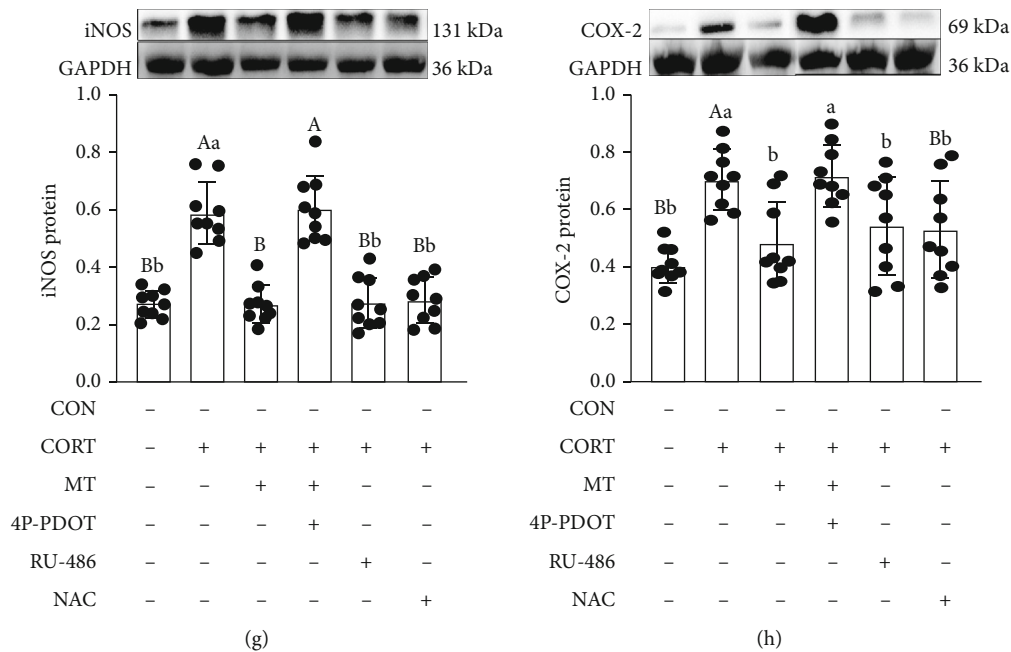 iNOS 131 kDa
GAPDH 36 kDa
1.0
0.8
0.6
0.4
0.2
0.0
iNOS protein
Bb Aa B A Bb Bb
CON – – – – – –
CORT – + + + + +
MT – – + + – –
4P-PDOT – – – + – –
RU-486 – – – – + –
NAC – – – – – +
(g)
COX-2 69 kDa
GAPDH 36 kDa
1.0
0.8
0.6
0.4
0.2
0.0
COX-2 protein
Bb Aa b a b Bb
CON – – – – – –
CORT – + + + + +
MT – – + + – –
4P-PDOT – – – + – –
RU-486 – – – – + –
NAC – – – – – +
(h)